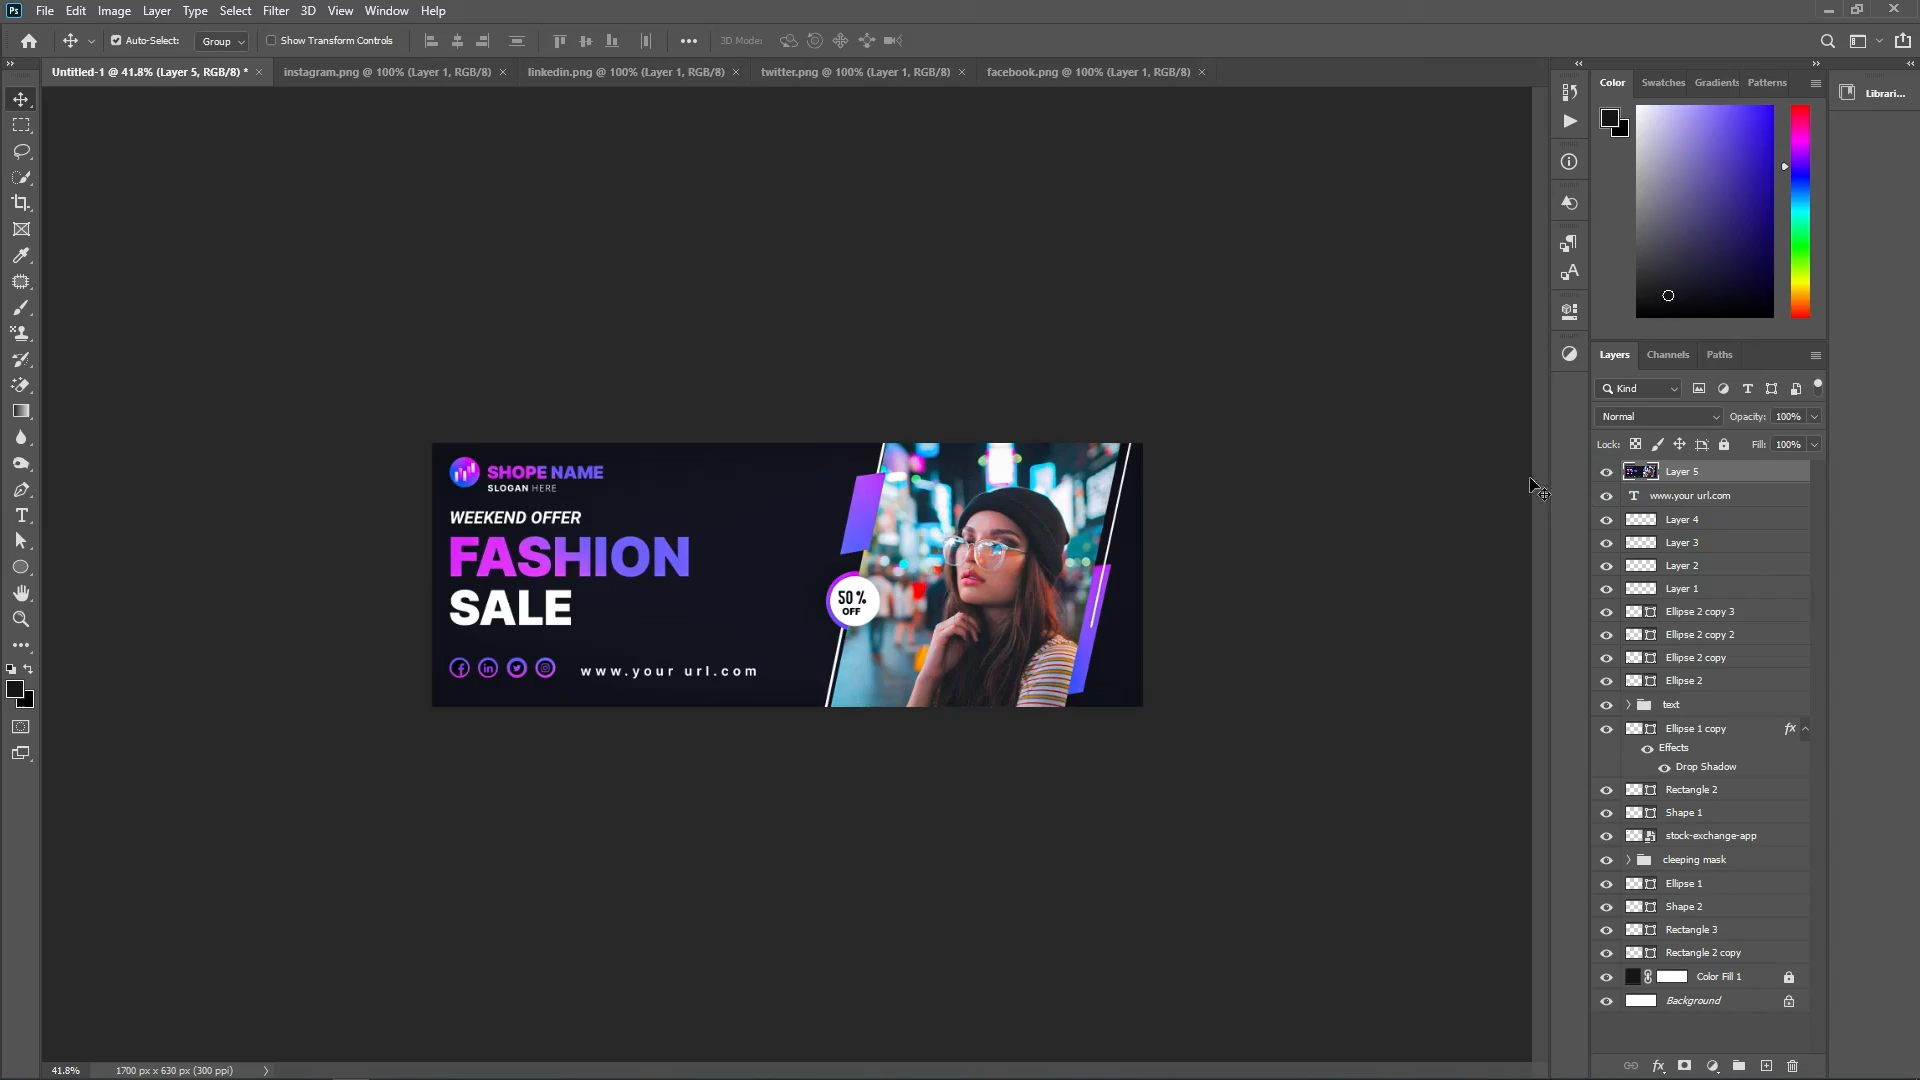 Ps File Edit Image Layer Type Select Filter 3D View Window Help
Auto-Select: Group Show Transform Controls 3D Mode:
Untitled-1 @ 41.8% (Layer 5, RGB/8) * instagram.png @ 100% (Layer 1, RGB/8) linkedin.png @ 100% (Layer 1, RGB/8) twitter.png @ 100% (Layer 1, RGB/8) facebook.png @ 100% (Layer 1, RGB/8)
Color Swatches Gradients Patterns
Librari...
SHOPE NAME
SLOGAN HERE
WEEKEND OFFER
FASHION
SALE
50 %
OFF
in
www.your url.com
Layers Channels Paths
Kind
Normal Opacity: 100%
Lock: Fill: 100%
Layer 5
T www.your url.com
Layer 4
Layer 3
Layer 2
Layer 1
Ellipse 2 copy 3
Ellipse 2 copy 2
Ellipse 2 copy
Ellipse 2
text
Ellipse 1 copy fx
Effects
Drop Shadow
Rectangle 2
Shape 1
stock-exchange-app
cleeping mask
Ellipse 1
Shape 2
Rectangle 3
Rectangle 2 copy
Color Fill 1
Background
fx
41.8% 1700 px x 630 px (300 ppi)